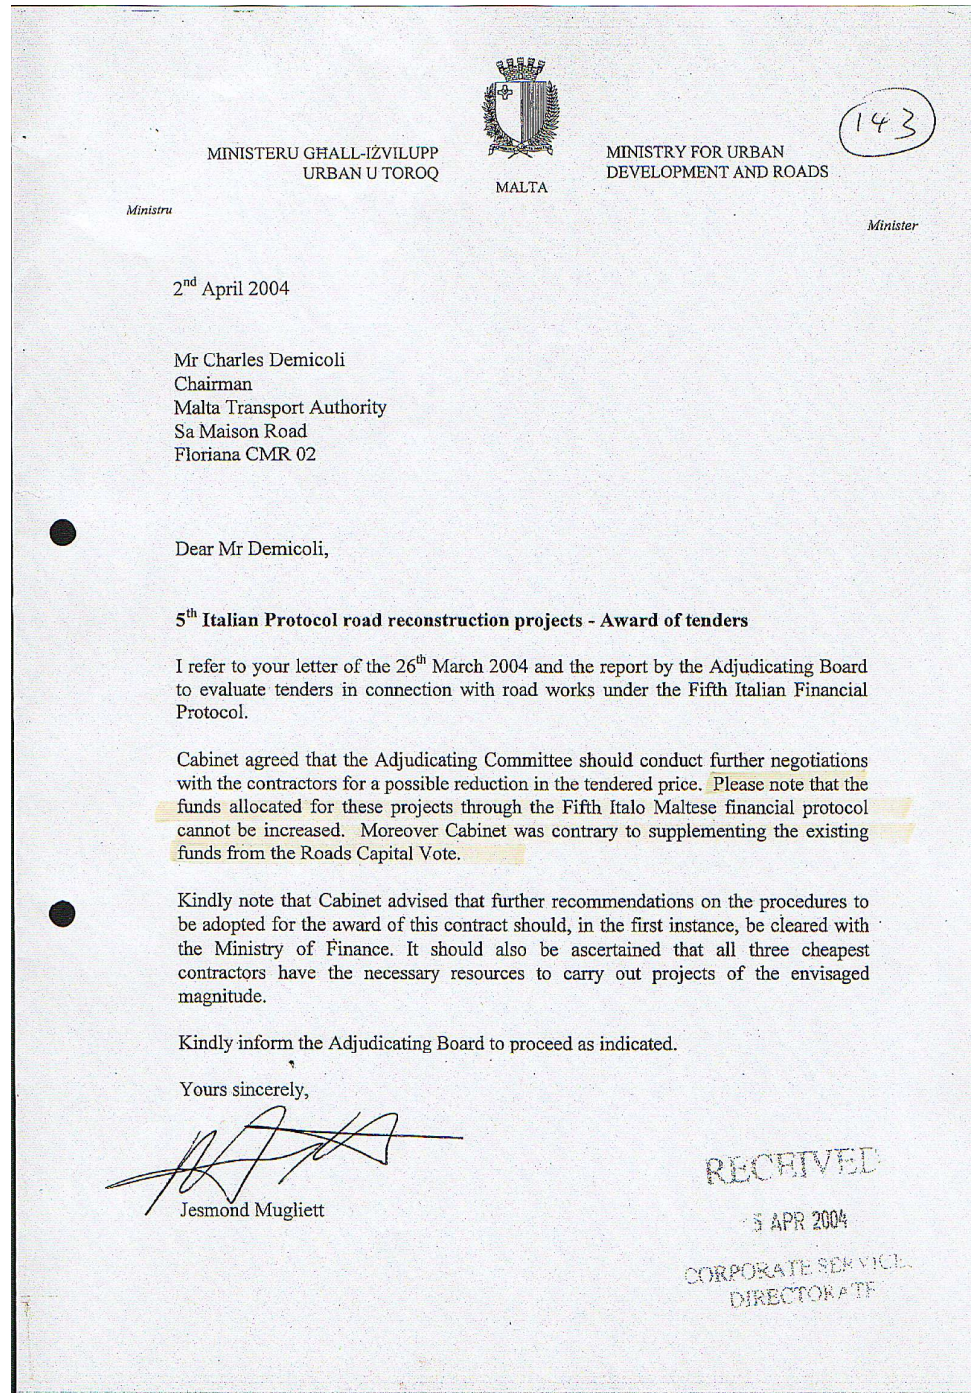 143
MINISTERU GĦALL-IŻVILUPP
URBAN U TOROQ
MALTA
MINISTRY FOR URBAN
DEVELOPMENT AND ROADS
Ministru
Minister
2nd April 2004
Mr Charles Demicoli
Chairman
Malta Transport Authority
Sa Maison Road
Floriana CMR 02
Dear Mr Demicoli,
5th Italian Protocol road reconstruction projects - Award of tenders
I refer to your letter of the 26th March 2004 and the report by the Adjudicating Board
to evaluate tenders in connection with road works under the Fifth Italian Financial
Protocol.
Cabinet agreed that the Adjudicating Committee should conduct further negotiations
with the contractors for a possible reduction in the tendered price. Please note that the
funds allocated for these projects through the Fifth Italo Maltese financial protocol
cannot be increased. Moreover Cabinet was contrary to supplementing the existing
funds from the Roads Capital Vote.
Kindly note that Cabinet advised that further recommendations on the procedures to
be adopted for the award of this contract should, in the first instance, be cleared with
the Ministry of Finance. It should also be ascertained that all three cheapest
contractors have the necessary resources to carry out projects of the envisaged
magnitude.
Kindly inform the Adjudicating Board to proceed as indicated.
Yours sincerely,
Jesmond Mugliett
RECEIVED
5 APR 2004
CORPORATE SERVICE
DIRECTORATE